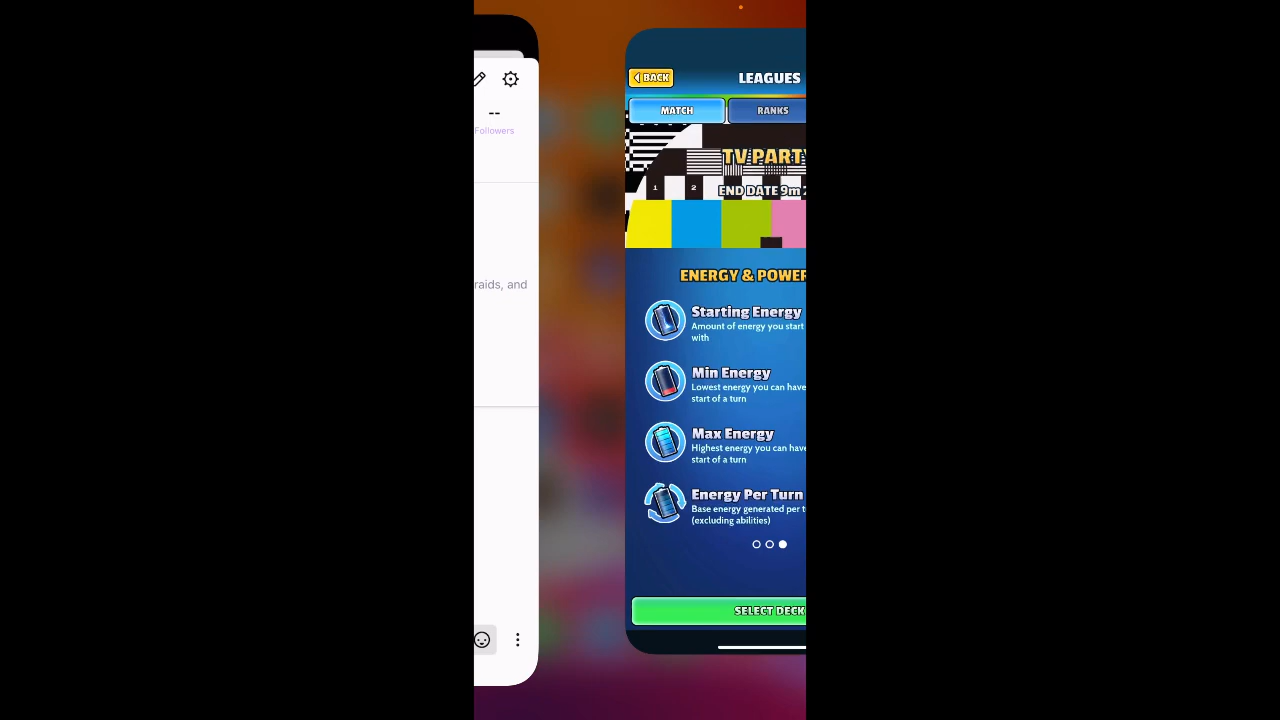 --
Followers
raids, and
BACK
LEAGUES
MATCH
RANKS
TV PARTY
1 2
END DATE 9m
ENERGY & POWER
Starting Energy
Amount of energy you start
with
Min Energy
Lowest energy you can have
start of a turn
Max Energy
Highest energy you can have
start of a turn
Energy Per Turn
Base energy generated per t
(excluding abilities)
SELECT DECK